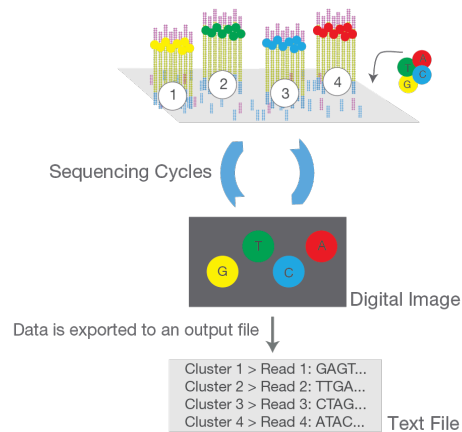 1
2
3
4
A
T
C
G
Sequencing Cycles
T
A
G
C
Digital Image
Data is exported to an output file
Cluster 1 > Read 1: GAGT...
Cluster 2 > Read 2: TTGA...
Cluster 3 > Read 3: CTAG...
Cluster 4 > Read 4: ATAC...
Text File